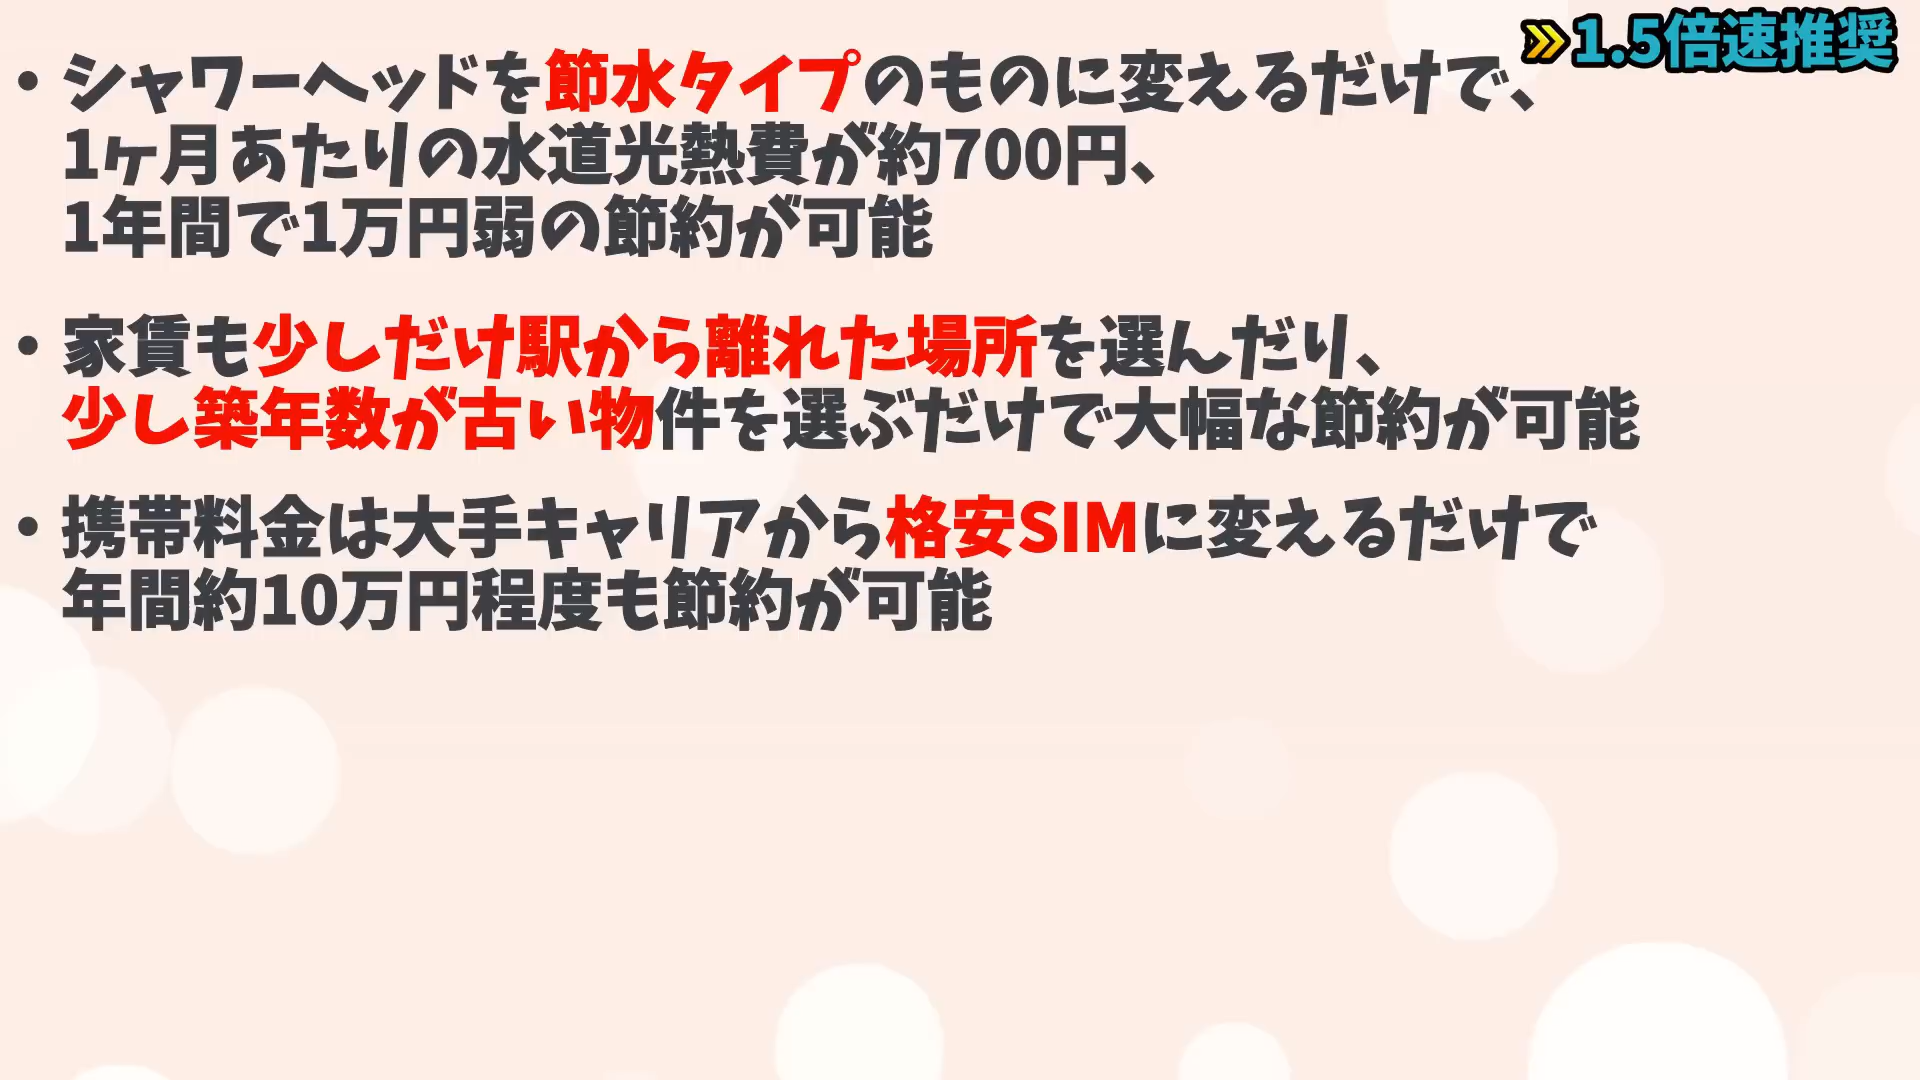 1.5倍速推奨
・シャワーヘッドを節水タイプのものに変えるだけで、
1ヶ月あたりの水道光熱費が約700円、
1年間で1万円弱の節約が可能
・家賃も少しだけ駅から離れた場所を選んだり、
少し築年数が古い物件を選ぶだけで大幅な節約が可能
・携帯料金は大手キャリアから格安SIMに変えるだけで
年間約10万円程度も節約が可能